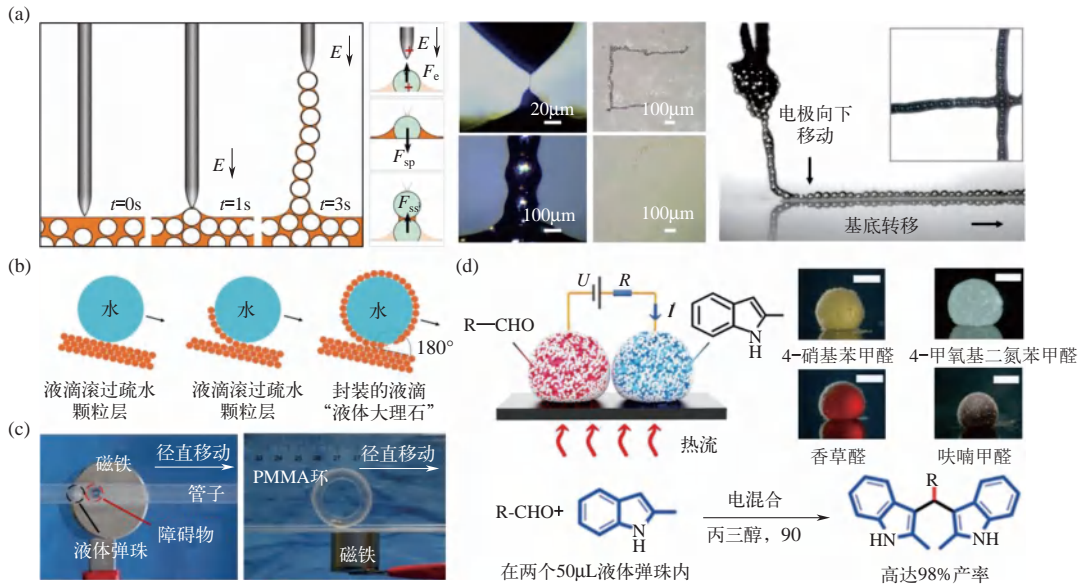 (a)
E
t=0s
E
t=1s
E
t=3s
E
Fe
Fsp
Fss
20μm
100μm
100μm
100μm
电极向下
移动
基底转移
(b)
水
水
水
180°
液滴滚过疏水
颗粒层
液滴滚过疏水
颗粒层
封装的液滴
“液体大理石”
(c)
磁铁
径直移动
管子
障碍物
液体弹珠
PMMA环
径直移动
磁铁
(d)
U
R
I
R—CHO
N
H
热流
4-硝基苯甲醛
4-甲氧基二氮苯甲醛
香草醛
呋喃甲醛
R-CHO+
N
H
电混合
丙三醇，90
R
HN
NH
在两个50μL液体弹珠内
高达98%产率